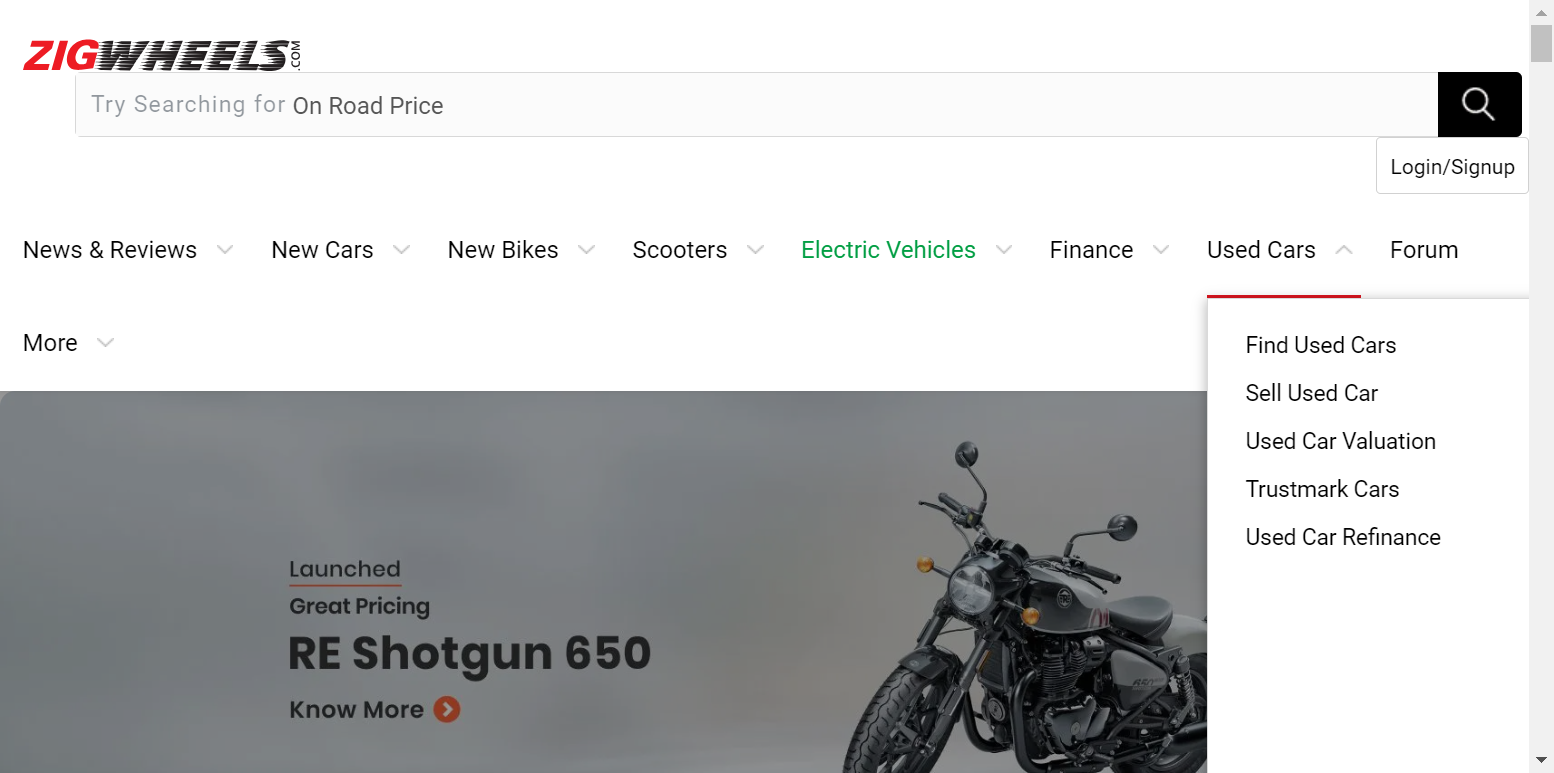 ZIGWHEELS.COM
Try Searching for On Road Price
Login/Signup
News & Reviews New Cars New Bikes Scooters Electric Vehicles Finance Used Cars Forum
More
Find Used Cars
Sell Used Car
Used Car Valuation
Trustmark Cars
Used Car Refinance
Launched
Great Pricing
RE Shotgun 650
Know More